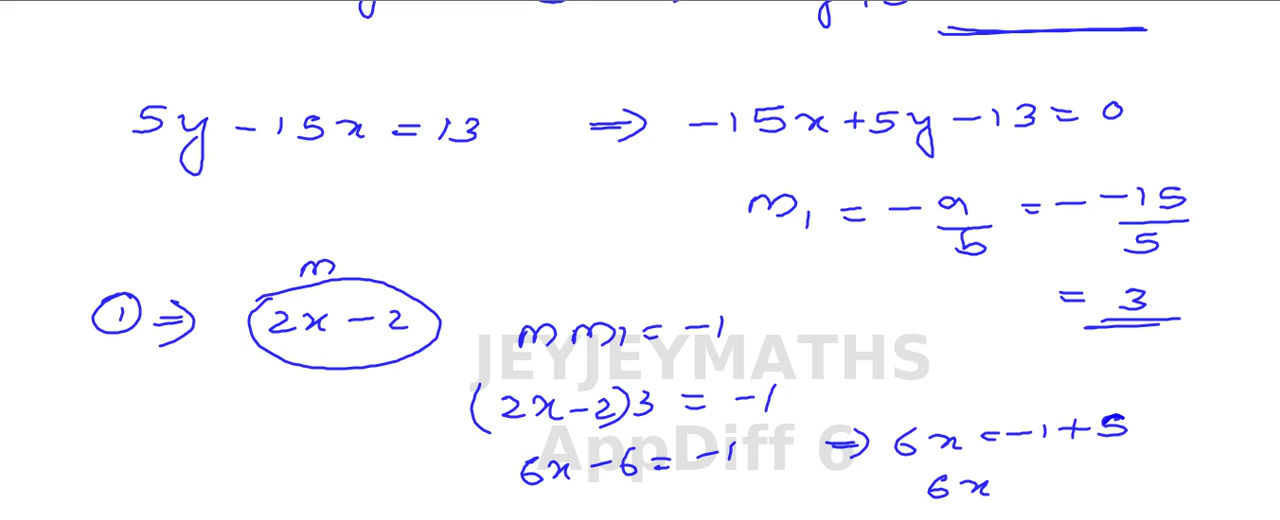 5y - 15x = 13 ⇒ -15x + 5y - 13 = 0
m₁ = - a/b = - -15/5
= 3
m
① ⇒ 2x - 2
m m₁ = -1
JEYJEYMATHS
(2x - 2)3 = -1
6x - 6 = -1 ⇒ 6x = -1 + 5
AppDiff 6
6x